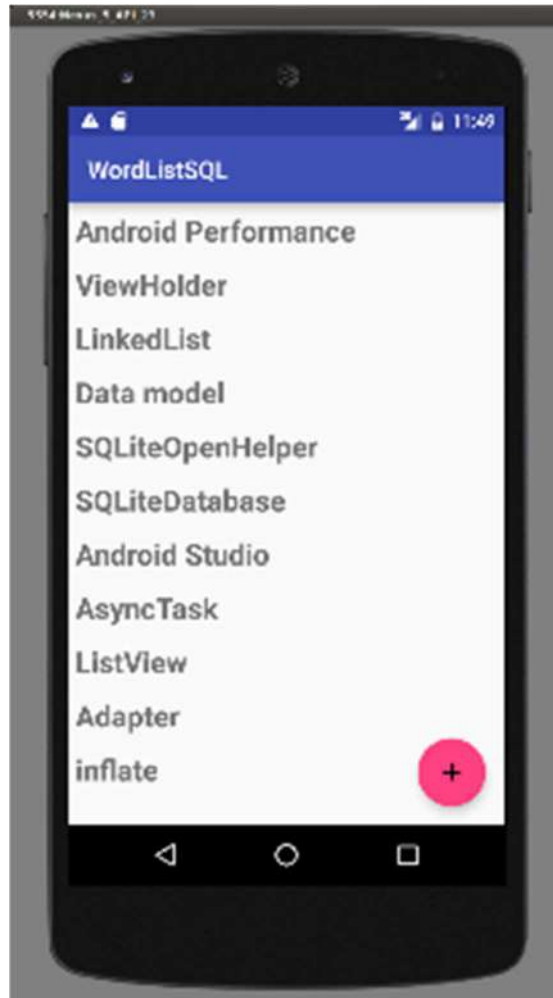 11:49
WordListSQL
Android Performance
ViewHolder
LinkedList
Data model
SQLiteOpenHelper
SQLiteDatabase
Android Studio
AsyncTask
ListView
Adapter
inflate
+